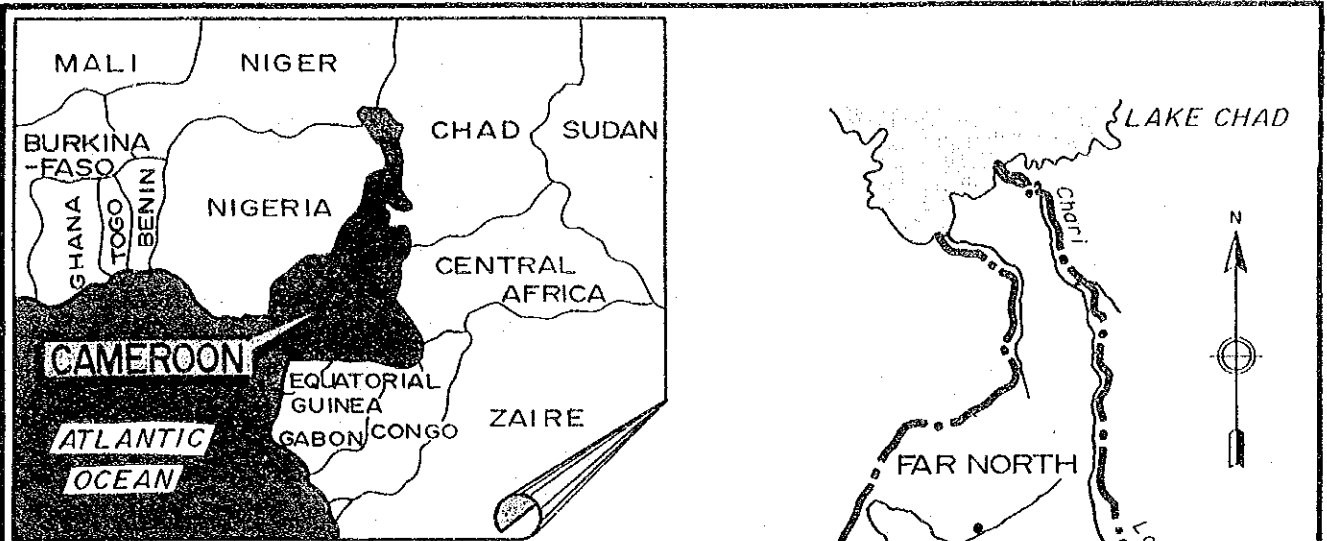 MALI
NIGER
CHAD
SUDAN
BURKINA
-FASO
GHANA
TOGO
BENIN
NIGERIA
CENTRAL
AFRICA
CAMEROON
EQUATORIAL
GUINEA
GABON
CONGO
ZAIRE
ATLANTIC
OCEAN
LAKE CHAD
Chari
N
FAR NORTH